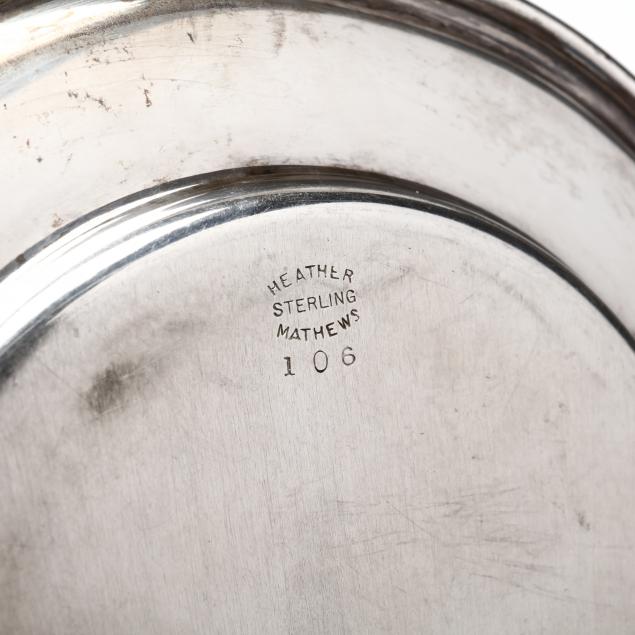 HEATHER
STERLING
MATHEWS
106